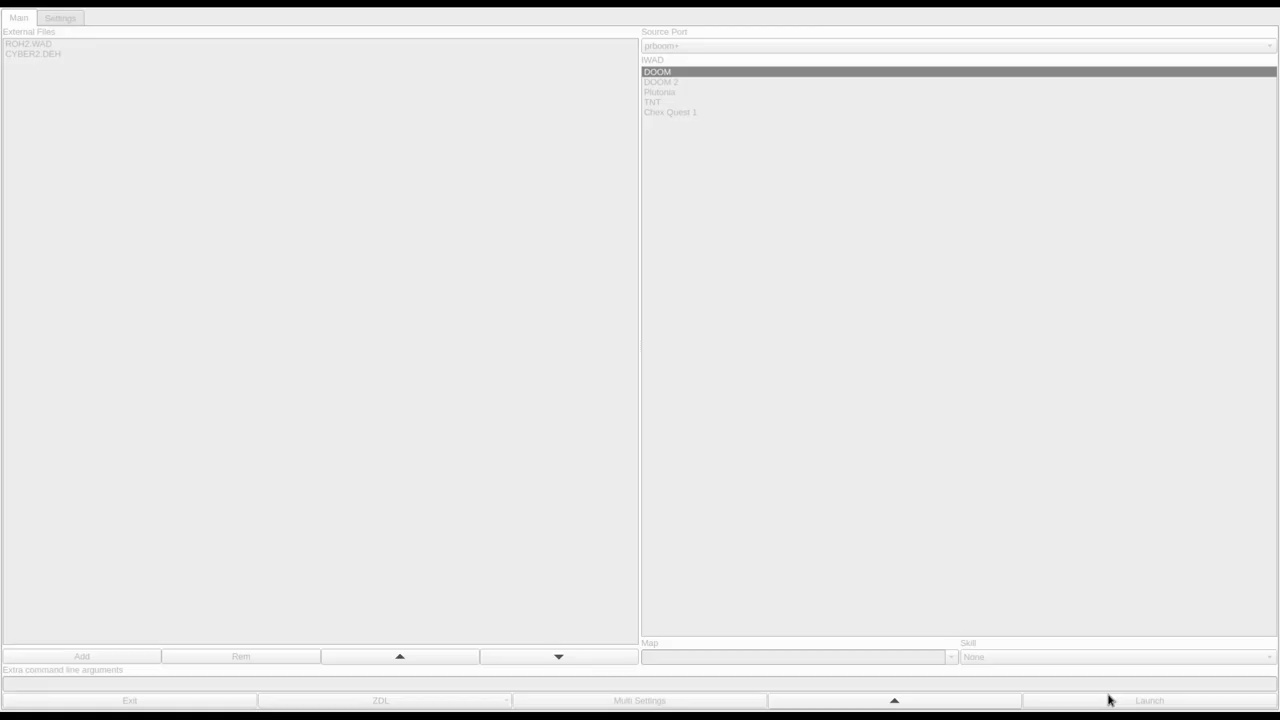 Main Settings
External Files
ROH2.WAD
CYBER2.DEH
Source Port
prboom+
IWAD
DOOM
DOOM 2
Plutonia
TNT
Chex Quest 1
Map Skill
None
Add Rem
Extra command line arguments
Exit ZDL Multi Settings Launch